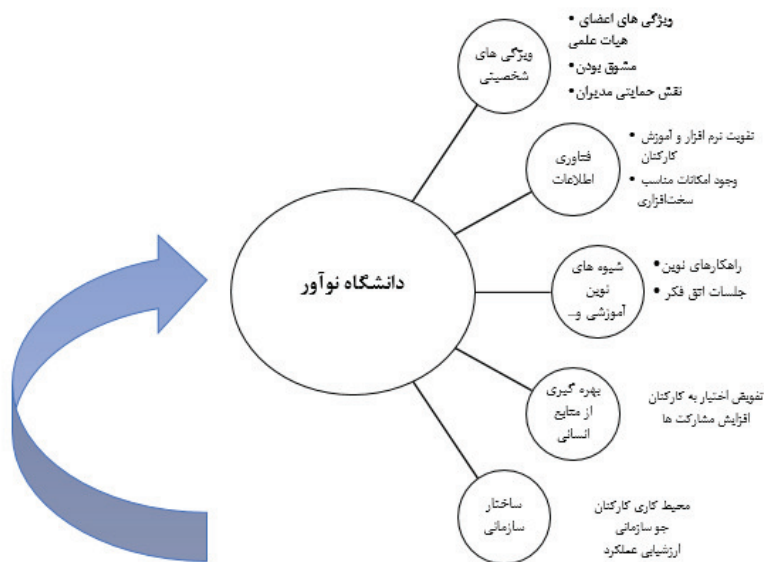 ویژگی های
شخصیتی
• ویژگی های اعضای
هیات علمی
• مشوق بودن
• نقش حمایتی مدیران
فناوری
اطلاعات
• تقویت نرم افزار و آموزش
کارکنان
• وجود امکانات مناسب
سخت‌افزاری
دانشگاه نوآور
شیوه های
نوین
آموزشی و...
• راهکارهای نوین
• جلسات اتق فکر
بهره گیری
از منابع
انسانی
تفویض اختیار به کارکنان
افزایش مشارکت ها
ساختار
سازمانی
محیط کاری کارکنان
جو سازمانی
ارزشیابی عملکرد